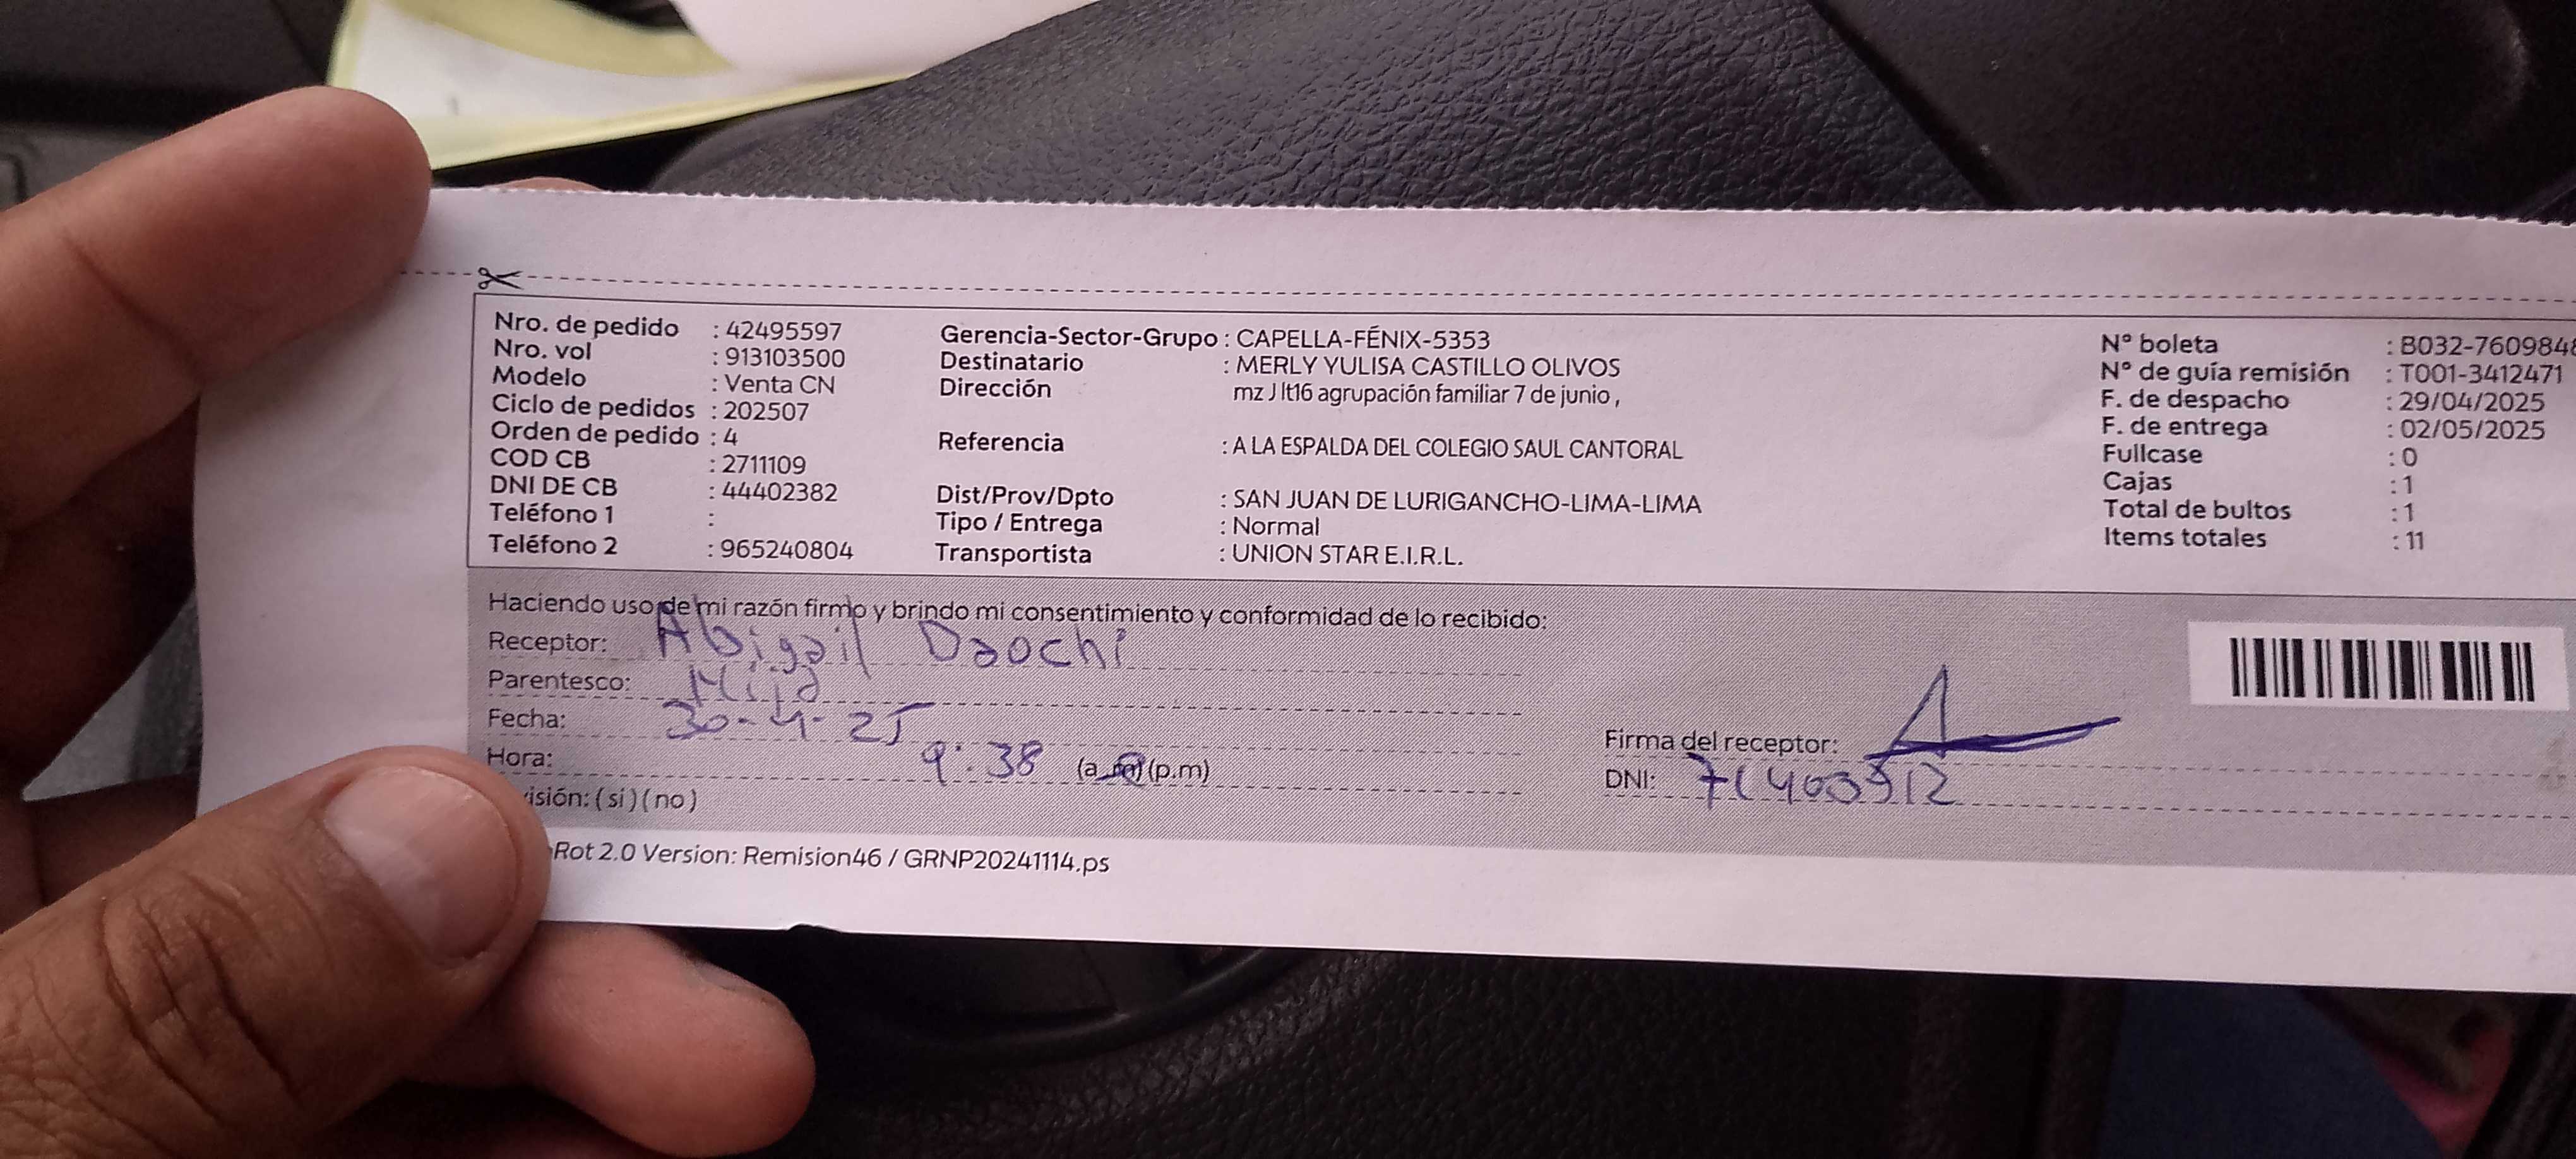 Nro. de pedido : 42495597
Nro. vol : 913103500
Modelo : Venta CN
Ciclo de pedidos : 202507
Orden de pedido : 4
COD CB : 2711109
DNI DE CB : 44402382
Teléfono 1 :
Teléfono 2 : 965240804
Gerencia-Sector-Grupo : CAPELLA-FÉNIX-5353
Destinatario : MERLY YULISA CASTILLO OLIVOS
Dirección mz J lt16 agrupación familiar 7 de junio ,
Referencia : A LA ESPALDA DEL COLEGIO SAUL CANTORAL
Dist/Prov/Dpto : SAN JUAN DE LURIGANCHO-LIMA-LIMA
Tipo / Entrega : Normal
Transportista : UNION STAR E.I.R.L.
N° boleta : B032-7609848
N° de guía remisión : T001-3412471
F. de despacho : 29/04/2025
F. de entrega : 02/05/2025
Fullcase : 0
Cajas : 1
Total de bultos : 1
Items totales : 11
Haciendo uso de mi razón firmo y brindo mi consentimiento y conformidad de lo recibido:
Receptor: Abigail
Parentesco: Hija
Fecha: 30-4-25
Hora: 9:38 (a.m) (p.m)
(si) (no)
Firma del receptor:
DNI:
Rot 2.0 Version: Remision46 / GRNP20241114.ps